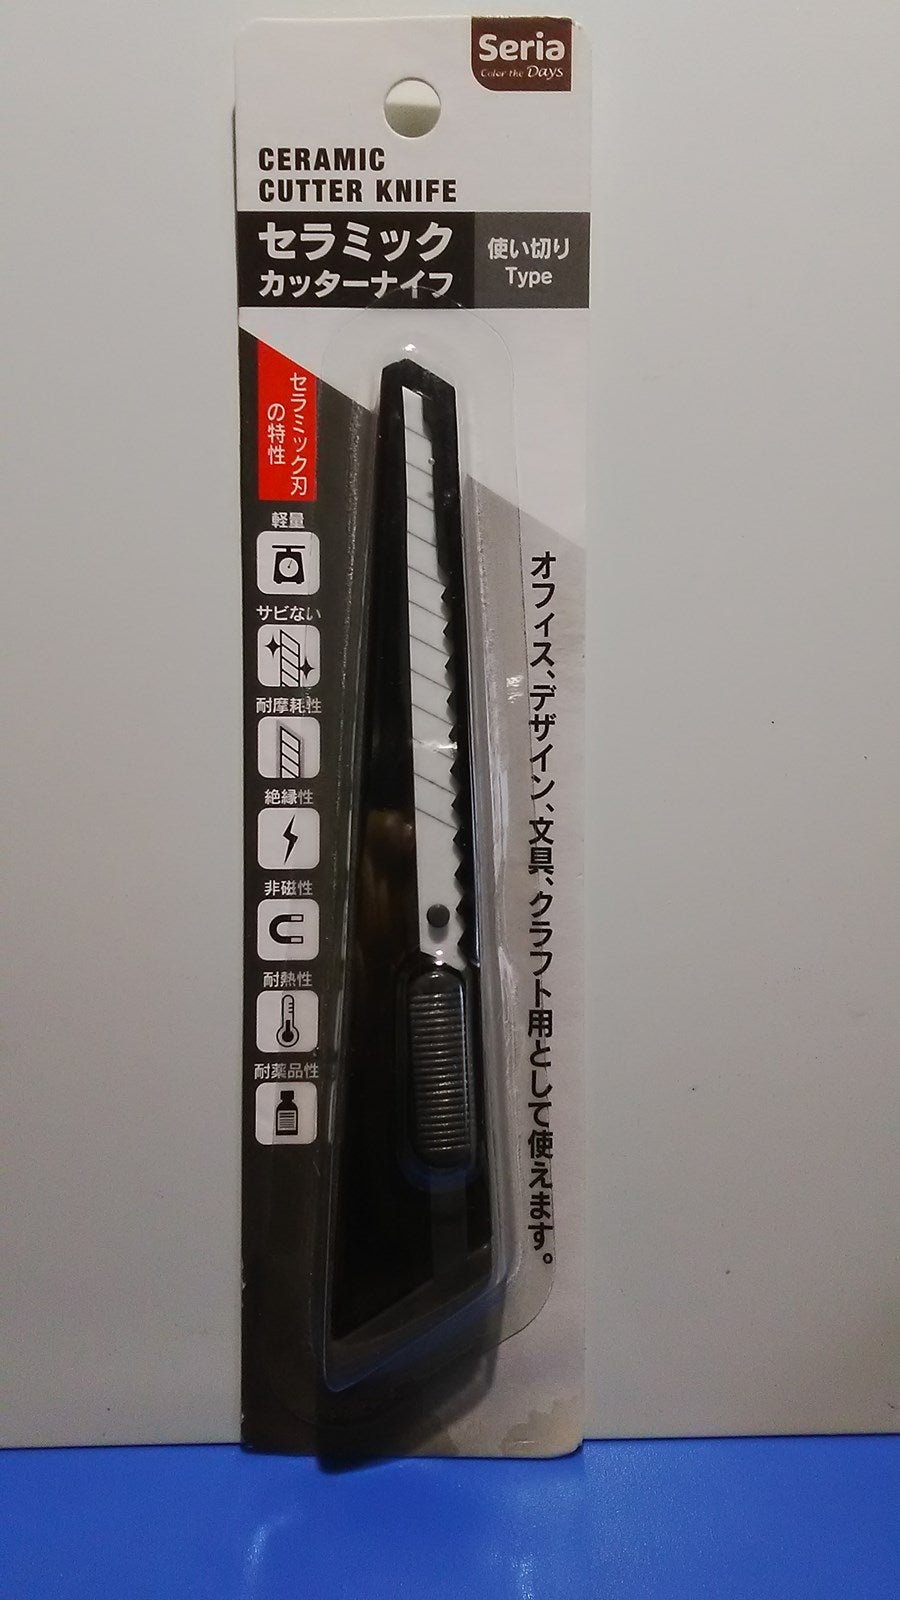 Seria
Color the Days
CERAMIC
CUTTER KNIFE
セラミック
カッターナイフ
使い切り
Type
セラミック刃
の特性
軽量
サビない
耐摩耗性
絶縁性
非磁性
耐熱性
耐薬品性
オフィス、デザイン、文具、クラフト用として使えます。